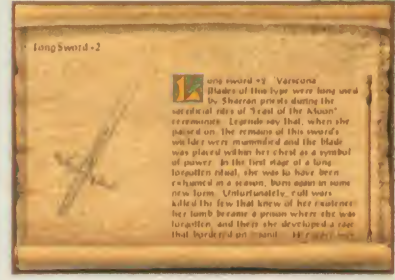 Long Sword +2
Long sword +2 Varscona
Blades of this type were long used
by Sharran priests during the
sacrificial rites of "Feast of the Moon"
ceremonies. Legends say that, when she
passed on, the remains of this sword's
wielder were mummified and the blade
was placed within her chest as a symbol
of power. In the first stage of a long
forgotten ritual, she was to have been
exhumed in a season, born again in some
new form. Unfortunately, cult wars
killed the few that knew of her existence
her tomb became a prison where she was
forgotten, and there she developed a rage
that bordered on